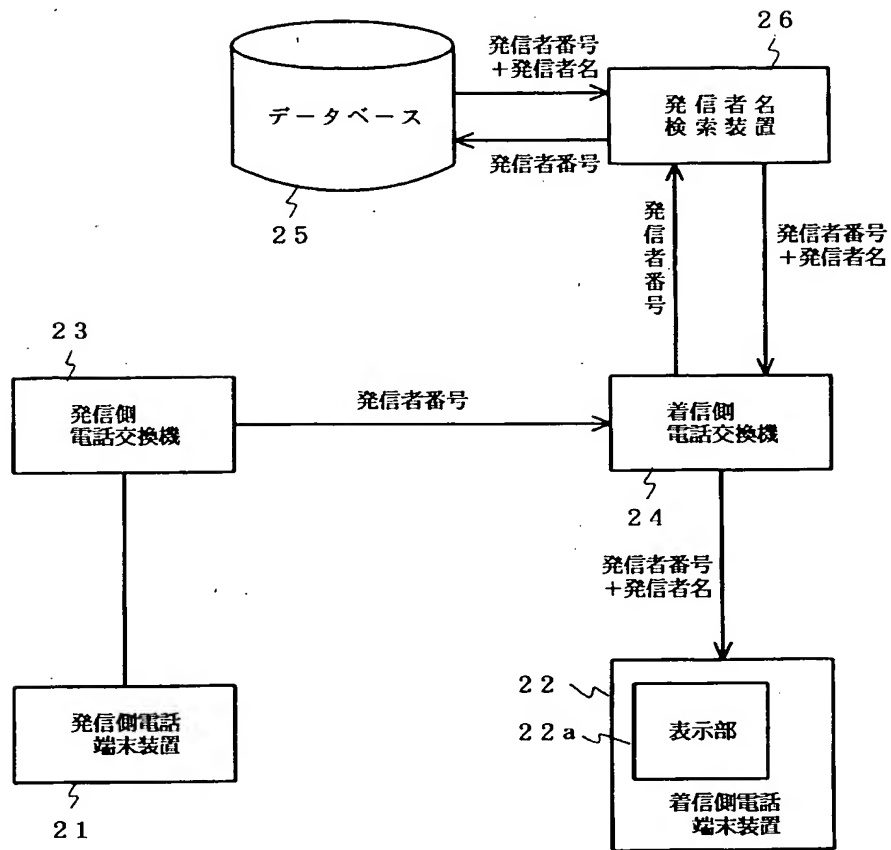 発信者番号
+発信者名
26
データベース
発信者名
検索装置
発信者番号
25
発信者番号
発信者番号
+発信者名
23
発信側
電話交換機
発信者番号
着信側
電話交換機
24
発信者番号
+発信者名
発信側電話
端末装置
21
22
22a
表示部
着信側電話
端末装置